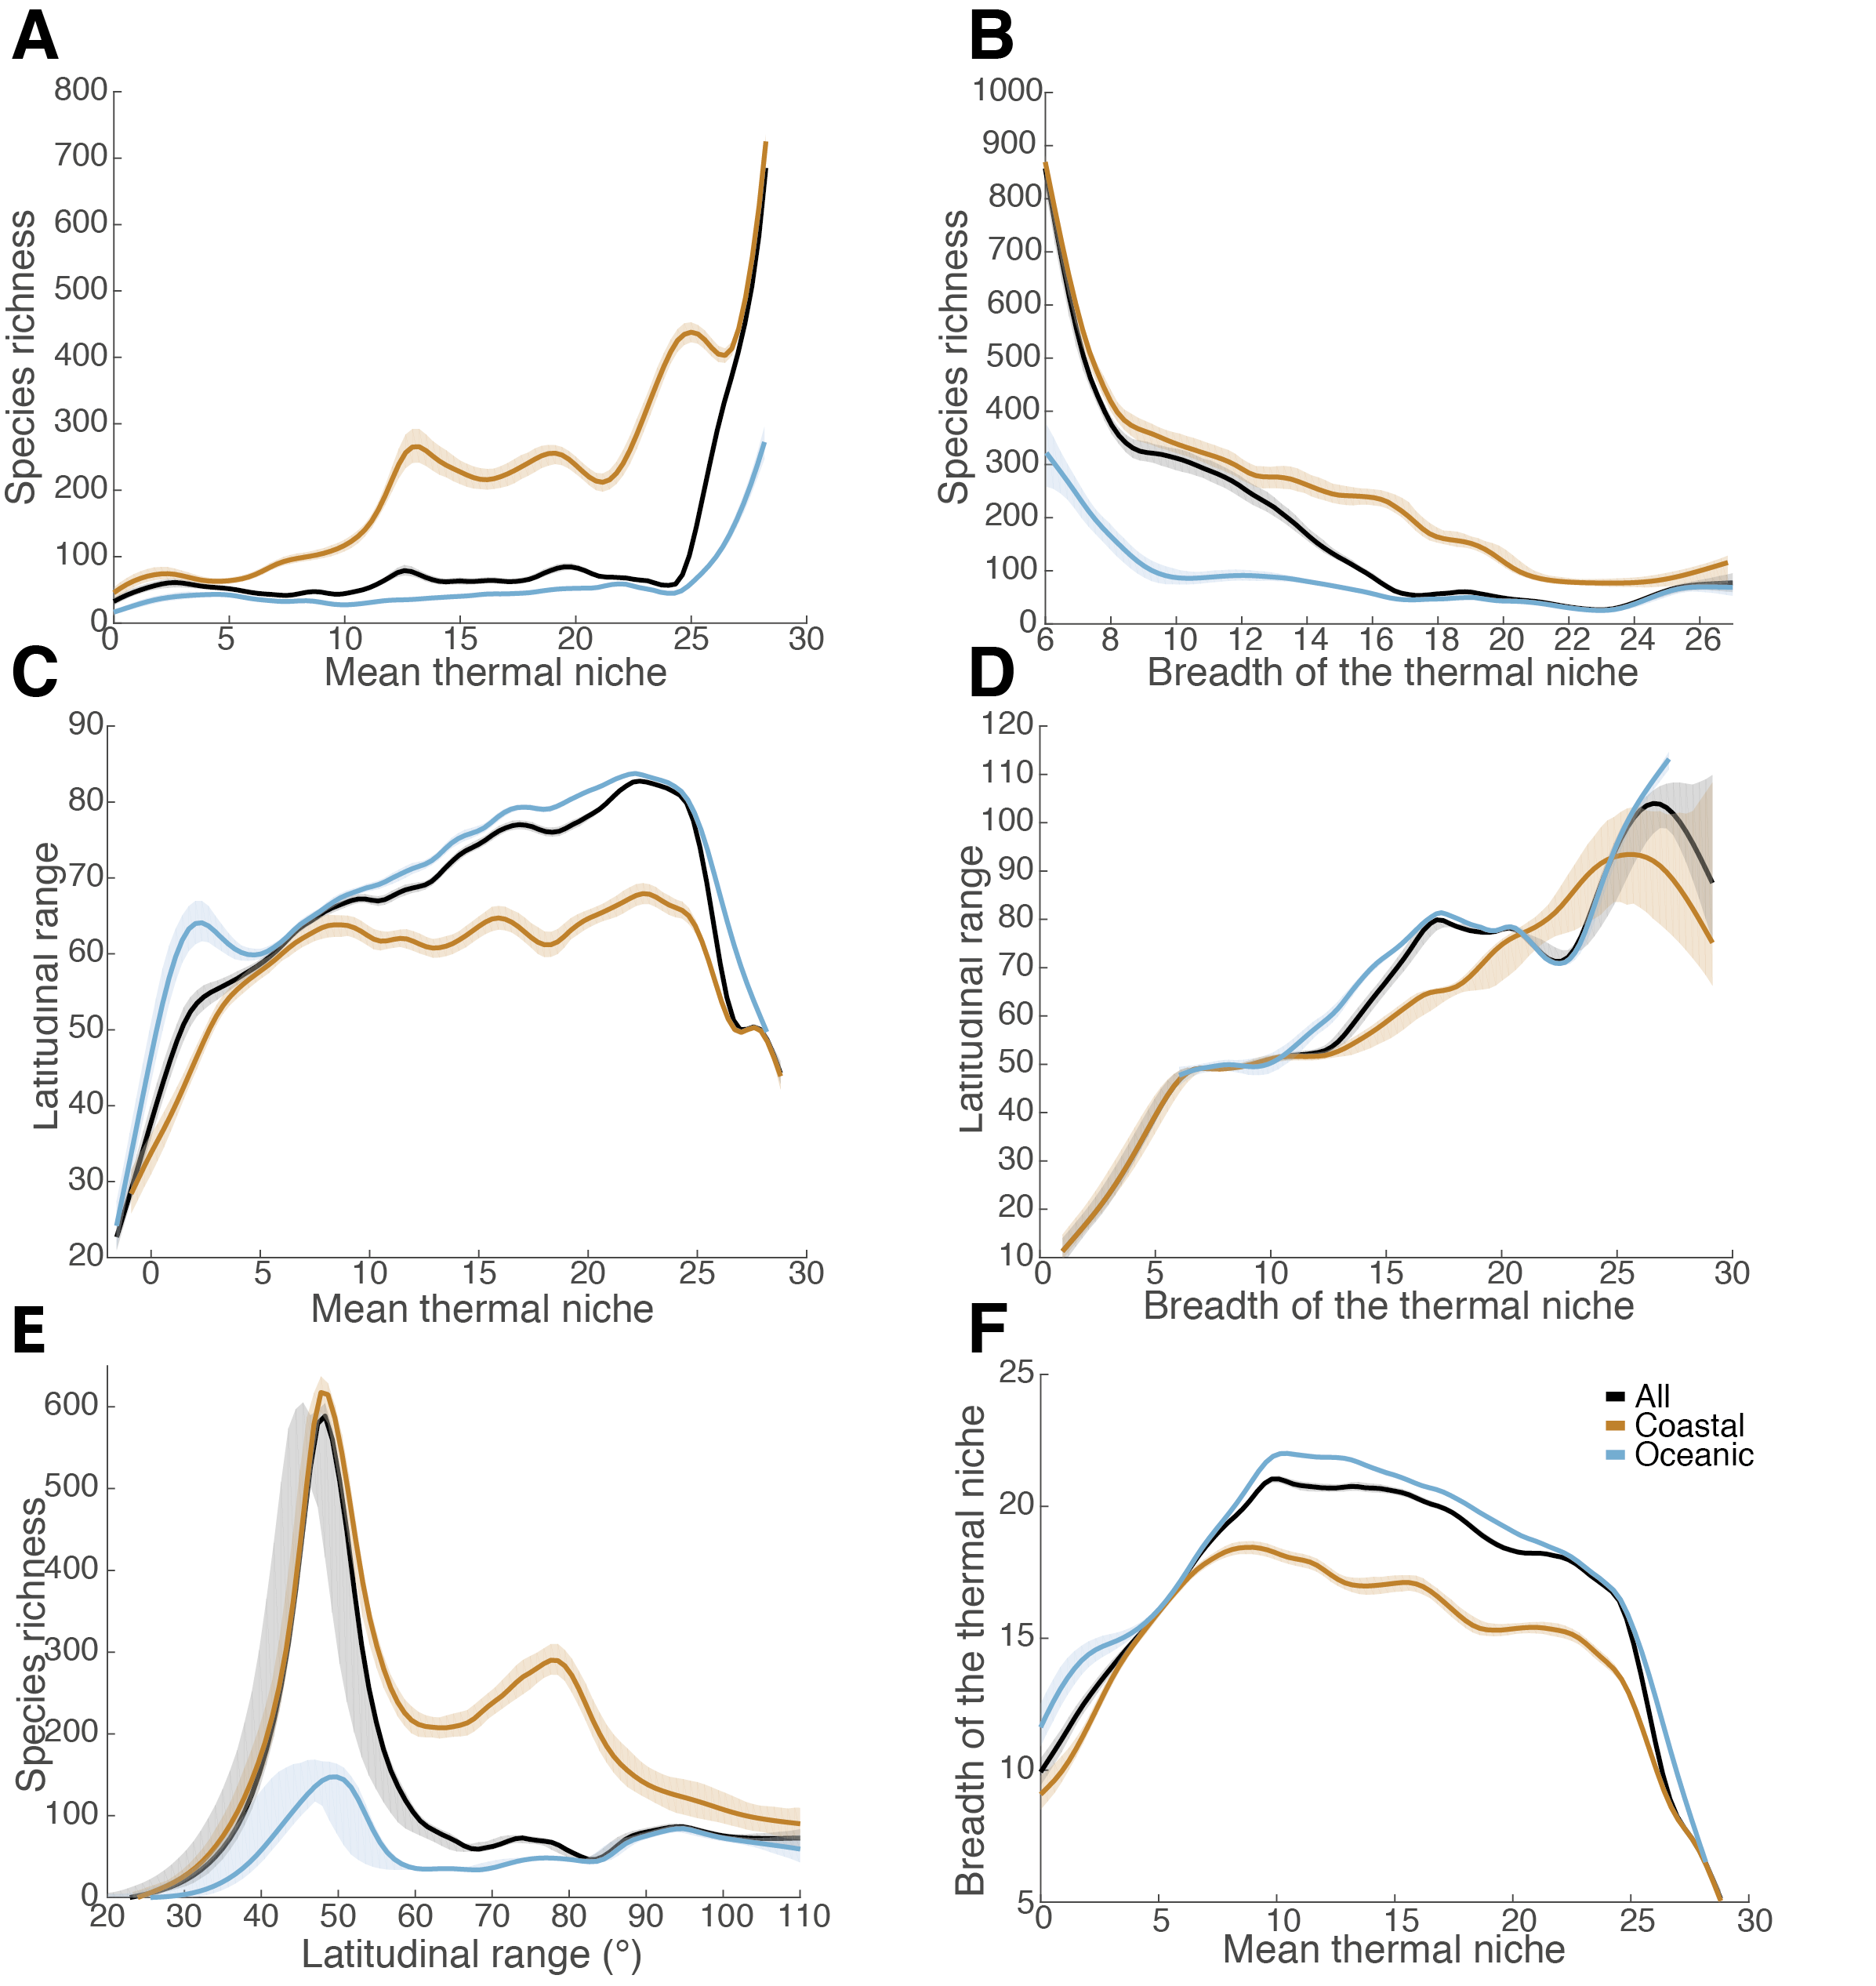 A
800
700
600
500
400
300
200
100
0
Species richness
0 5 10 15 20 25 30
Mean thermal niche
B
1000
900
800
700
600
500
400
300
200
100
0
Species richness
6 8 10 12 14 16 18 20 22 24 26
Breadth of the thermal niche
C
90
80
70
60
50
40
30
20
Latitudinal range
0 5 10 15 20 25 30
Mean thermal niche
D
120
110
100
90
80
70
60
50
40
30
20
10
Latitudinal range
0 5 10 15 20 25 30
Breadth of the thermal niche
E
600
500
400
300
200
100
0
Species richness
20 30 40 50 60 70 80 90 100 110
Latitudinal range (°)
F
25
20
15
10
5
Breadth of the thermal niche
All
Coastal
Oceanic
0 5 10 15 20 25 30
Mean thermal niche